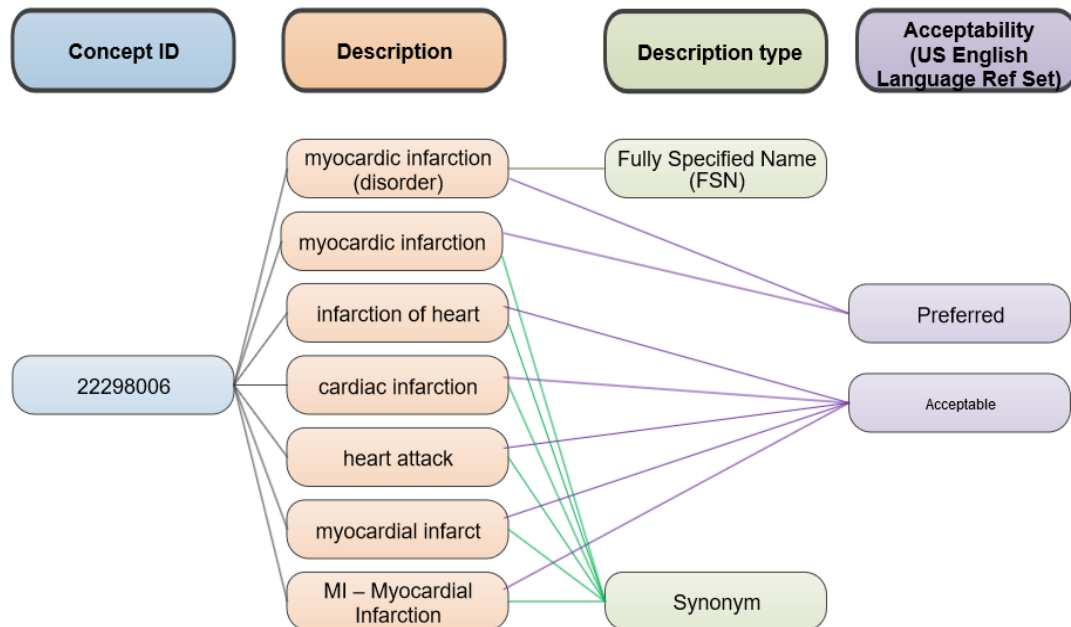 Concept ID
Description
Description type
Acceptability
(US English
Language Ref Set)
myocardic infarction
(disorder)
Fully Specified Name
(FSN)
myocardic infarction
infarction of heart
Preferred
22298006
cardiac infarction
Acceptable
heart attack
myocardial infarct
MI – Myocardial
Infarction
Synonym